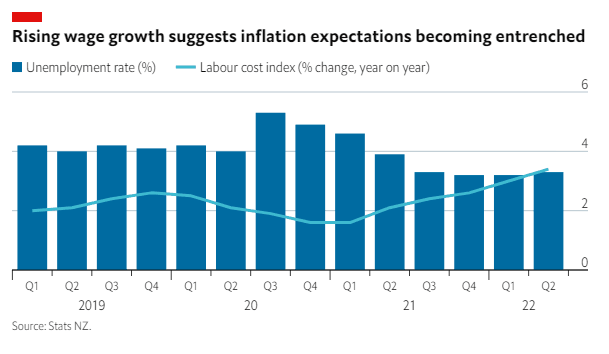 Rising wage growth suggests inflation expectations becoming entrenched
Unemployment rate (%) Labour cost index (% change, year on year)
6
4
2
0
Q1 Q2 Q3 Q4 Q1 Q2 Q3 Q4 Q1 Q2 Q3 Q4 Q1 Q2
2019 20 21 22
Source: Stats NZ.